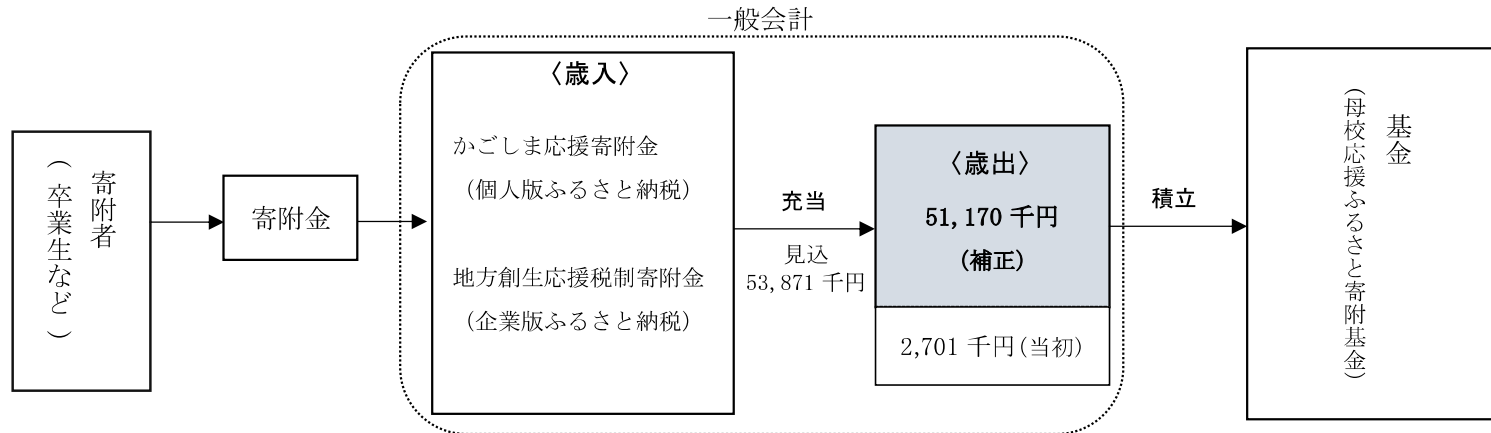 一般会計
寄附者
(卒業生など)
寄附金
〈歳入〉
かごしま応援寄附金
(個人版ふるさと納税)
地方創生応援税制寄附金
(企業版ふるさと納税)
充当
見込
53,871 千円
〈歳出〉
51,170 千円
(補正)
2,701 千円(当初)
積立
基金
(母校応援ふるさと寄附基金)